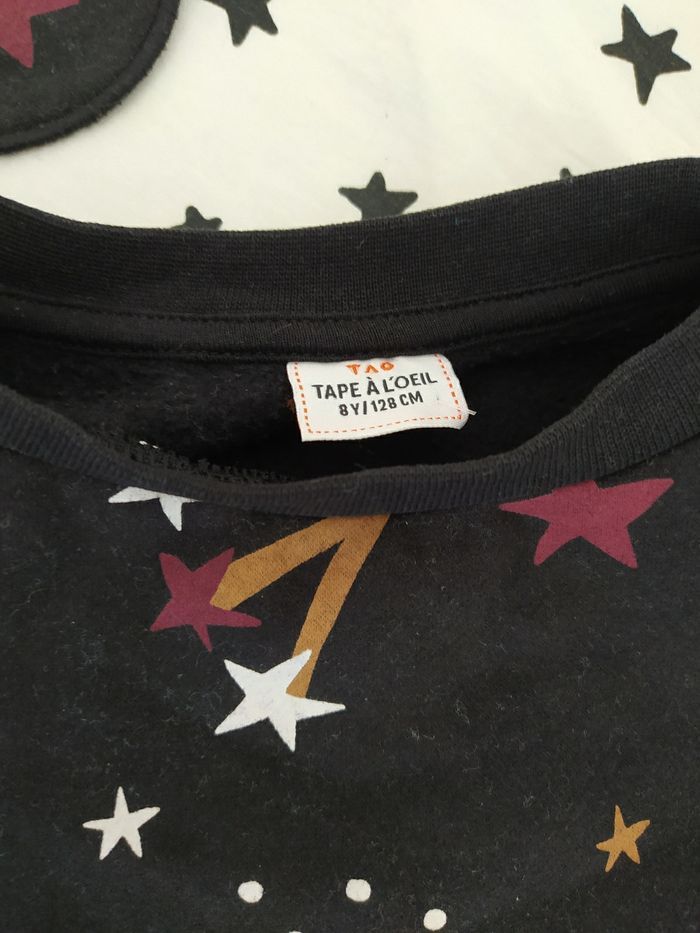 TAO
TAPE À L'OEIL
8Y/128 CM